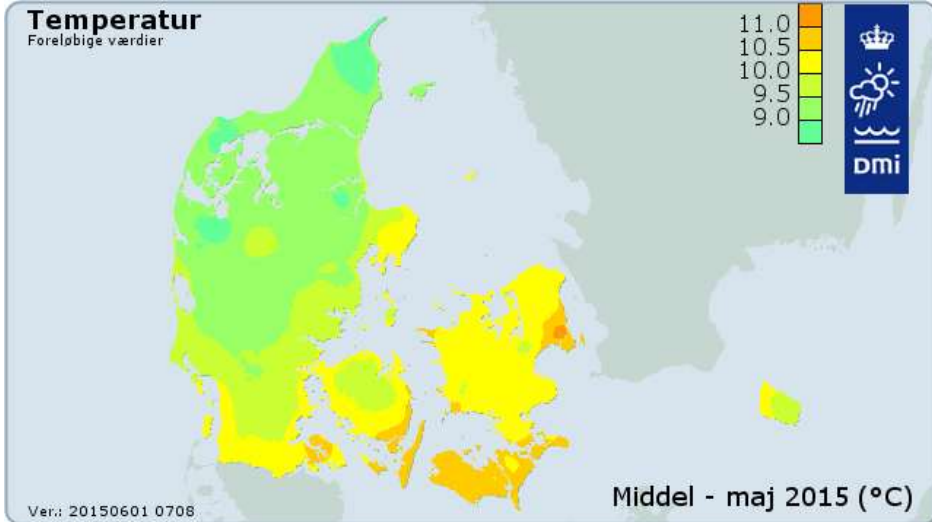 Temperatur
Foreløbige værdier
11.0
10.5
10.0
9.5
9.0
DMi
Middel - maj 2015 (°C)
Ver.: 20150601 0708